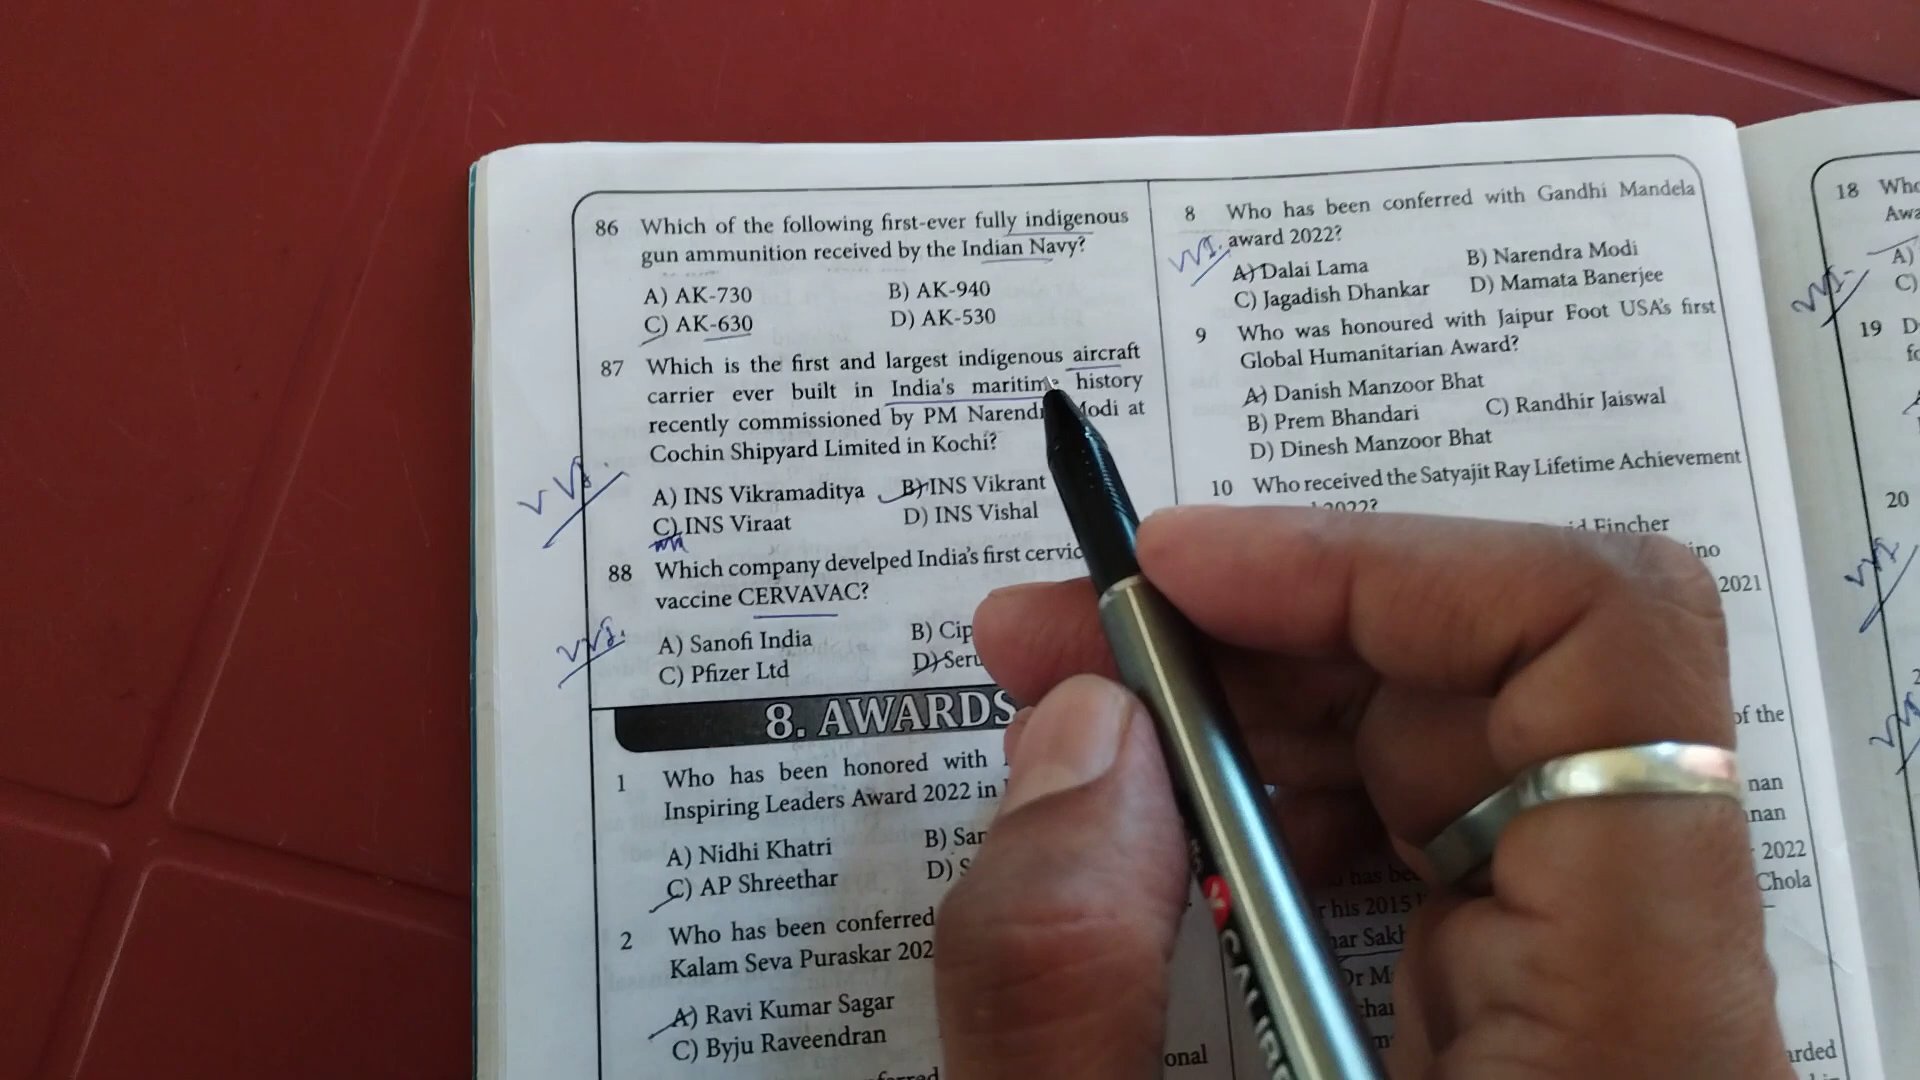 86 Which of the following first-ever fully indigenous
gun ammunition received by the Indian Navy?
A) AK-730 B) AK-940
C) AK-630 D) AK-530
87 Which is the first and largest indigenous aircraft
carrier ever built in India's maritime history
recently commissioned by PM Narendra Modi at
Cochin Shipyard Limited in Kochi?
A) INS Vikramaditya B) INS Vikrant
C) INS Viraat D) INS Vishal
88 Which company develped India's first cervic
vaccine CERVAVAC?
A) Sanofi India B) Cip
C) Pfizer Ltd D) Seru
8. AWARDS
1 Who has been honored with
Inspiring Leaders Award 2022 in
A) Nidhi Khatri B) Sar
C) AP Shreethar D) S
2 Who has been conferred
Kalam Seva Puraskar 202
A) Ravi Kumar Sagar
C) Byju Raveendran
8 Who has been conferred with Gandhi Mandela
award 2022?
A) Dalai Lama B) Narendra Modi
C) Jagadish Dhankar D) Mamata Banerjee
9 Who was honoured with Jaipur Foot USA's first
Global Humanitarian Award?
A) Danish Manzoor Bhat
B) Prem Bhandari C) Randhir Jaiswal
D) Dinesh Manzoor Bhat
10 Who received the Satyajit Ray Lifetime Achievement
2022?
Fincher
ino
2021
of the
nan
nan
2022
Chola
has
his 2015
har Sakh
Dr M
onal
arded
18 Who
Awa
A)
C)
19 D
fo
20